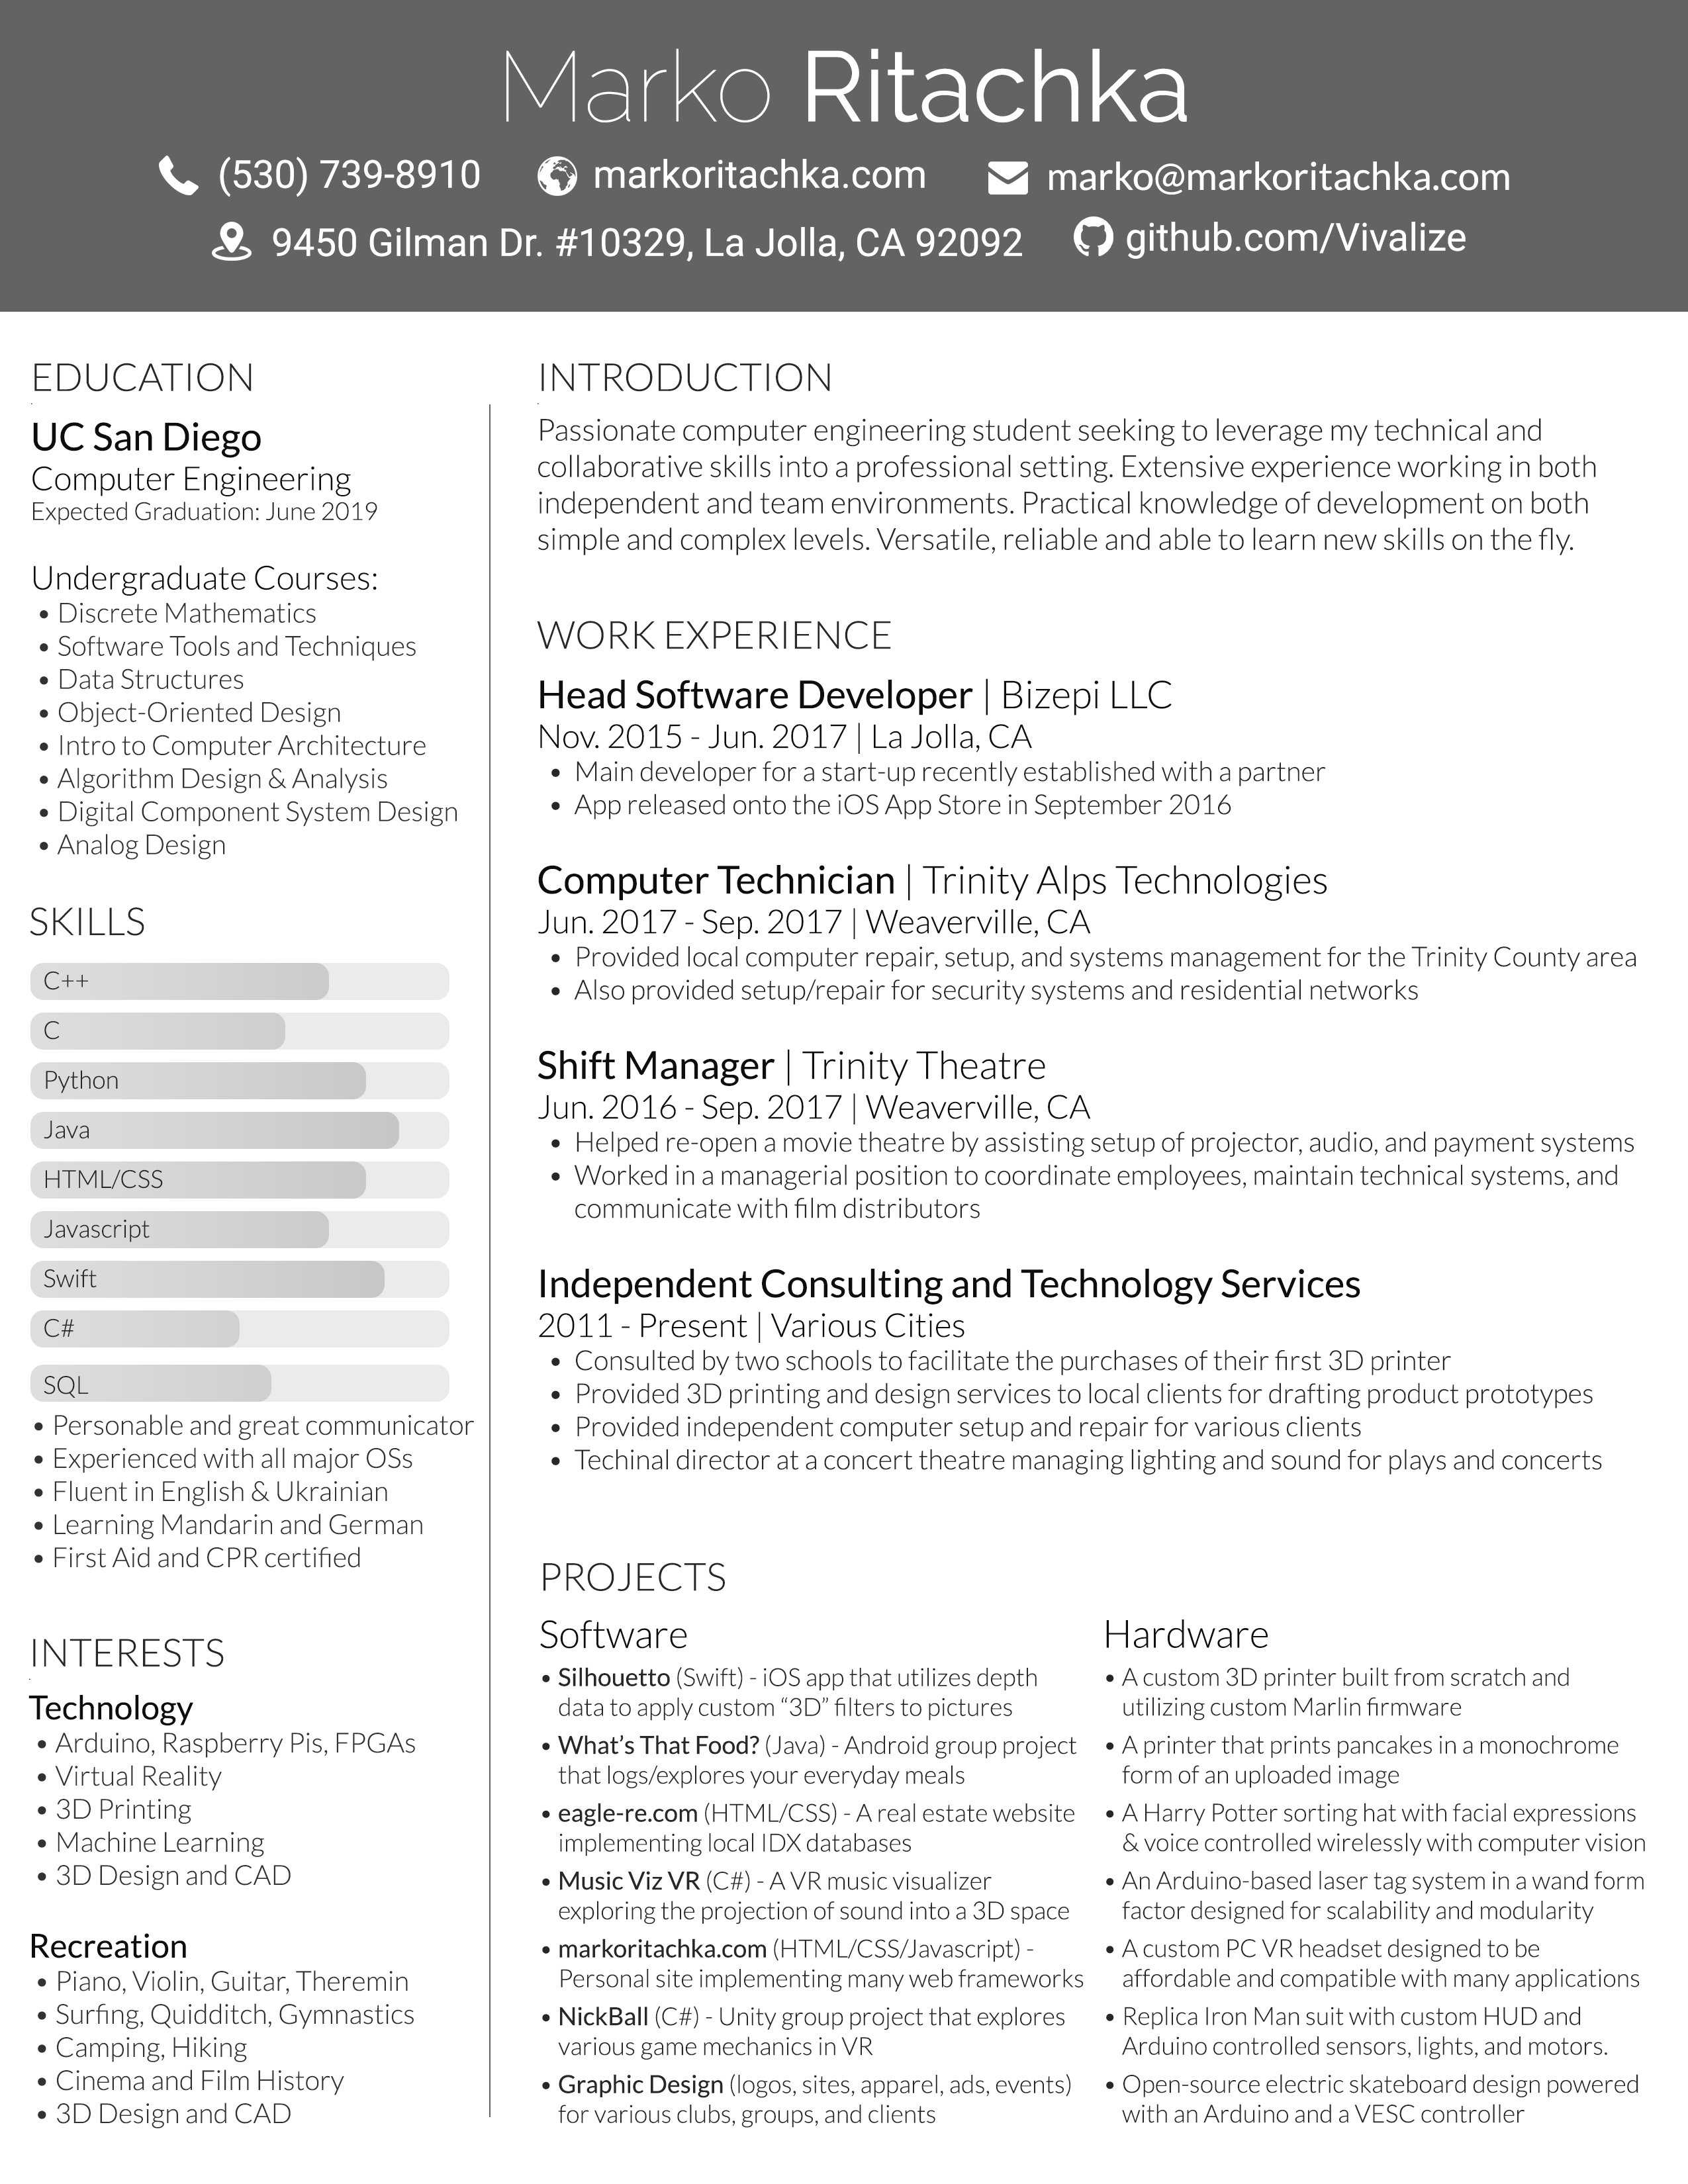 Marko Ritachka
(530) 739-8910 markoritachka.com marko@markoritachka.com
9450 Gilman Dr. #10329, La Jolla, CA 92092 github.com/Vivalize
EDUCATION
UC San Diego
Computer Engineering
Expected Graduation: June 2019
Undergraduate Courses:
• Discrete Mathematics
• Software Tools and Techniques
• Data Structures
• Object-Oriented Design
• Intro to Computer Architecture
• Algorithm Design & Analysis
• Digital Component System Design
• Analog Design
SKILLS
C++
C
Python
Java
HTML/CSS
Javascript
Swift
C#
SQL
• Personable and great communicator
• Experienced with all major OSs
• Fluent in English & Ukrainian
• Learning Mandarin and German
• First Aid and CPR certified
INTERESTS
Technology
• Arduino, Raspberry Pis, FPGAs
• Virtual Reality
• 3D Printing
• Machine Learning
• 3D Design and CAD
Recreation
• Piano, Violin, Guitar, Theremin
• Surfing, Quidditch, Gymnastics
• Camping, Hiking
• Cinema and Film History
• 3D Design and CAD
INTRODUCTION
Passionate computer engineering student seeking to leverage my technical and
collaborative skills into a professional setting. Extensive experience working in both
independent and team environments. Practical knowledge of development on both
simple and complex levels. Versatile, reliable and able to learn new skills on the fly.
WORK EXPERIENCE
Head Software Developer | Bizepi LLC
Nov. 2015 - Jun. 2017 | La Jolla, CA
• Main developer for a start-up recently established with a partner
• App released onto the iOS App Store in September 2016
Computer Technician | Trinity Alps Technologies
Jun. 2017 - Sep. 2017 | Weaverville, CA
• Provided local computer repair, setup, and systems management for the Trinity County area
• Also provided setup/repair for security systems and residential networks
Shift Manager | Trinity Theatre
Jun. 2016 - Sep. 2017 | Weaverville, CA
• Helped re-open a movie theatre by assisting setup of projector, audio, and payment systems
• Worked in a managerial position to coordinate employees, maintain technical systems, and
communicate with film distributors
Independent Consulting and Technology Services
2011 - Present | Various Cities
• Consulted by two schools to facilitate the purchases of their first 3D printer
• Provided 3D printing and design services to local clients for drafting product prototypes
• Provided independent computer setup and repair for various clients
• Techinal director at a concert theatre managing lighting and sound for plays and concerts
PROJECTS
Software
• Silhouetto (Swift) - iOS app that utilizes depth
data to apply custom “3D” filters to pictures
• What’s That Food? (Java) - Android group project
that logs/explores your everyday meals
• eagle-re.com (HTML/CSS) - A real estate website
implementing local IDX databases
• Music Viz VR (C#) - A VR music visualizer
exploring the projection of sound into a 3D space
• markoritachka.com (HTML/CSS/Javascript) -
Personal site implementing many web frameworks
• NickBall (C#) - Unity group project that explores
various game mechanics in VR
• Graphic Design (logos, sites, apparel, ads, events)
for various clubs, groups, and clients
Hardware
• A custom 3D printer built from scratch and
utilizing custom Marlin firmware
• A printer that prints pancakes in a monochrome
form of an uploaded image
• A Harry Potter sorting hat with facial expressions
& voice controlled wirelessly with computer vision
• An Arduino-based laser tag system in a wand form
factor designed for scalability and modularity
• A custom PC VR headset designed to be
affordable and compatible with many applications
• Replica Iron Man suit with custom HUD and
Arduino controlled sensors, lights, and motors.
• Open-source electric skateboard design powered
with an Arduino and a VESC controller